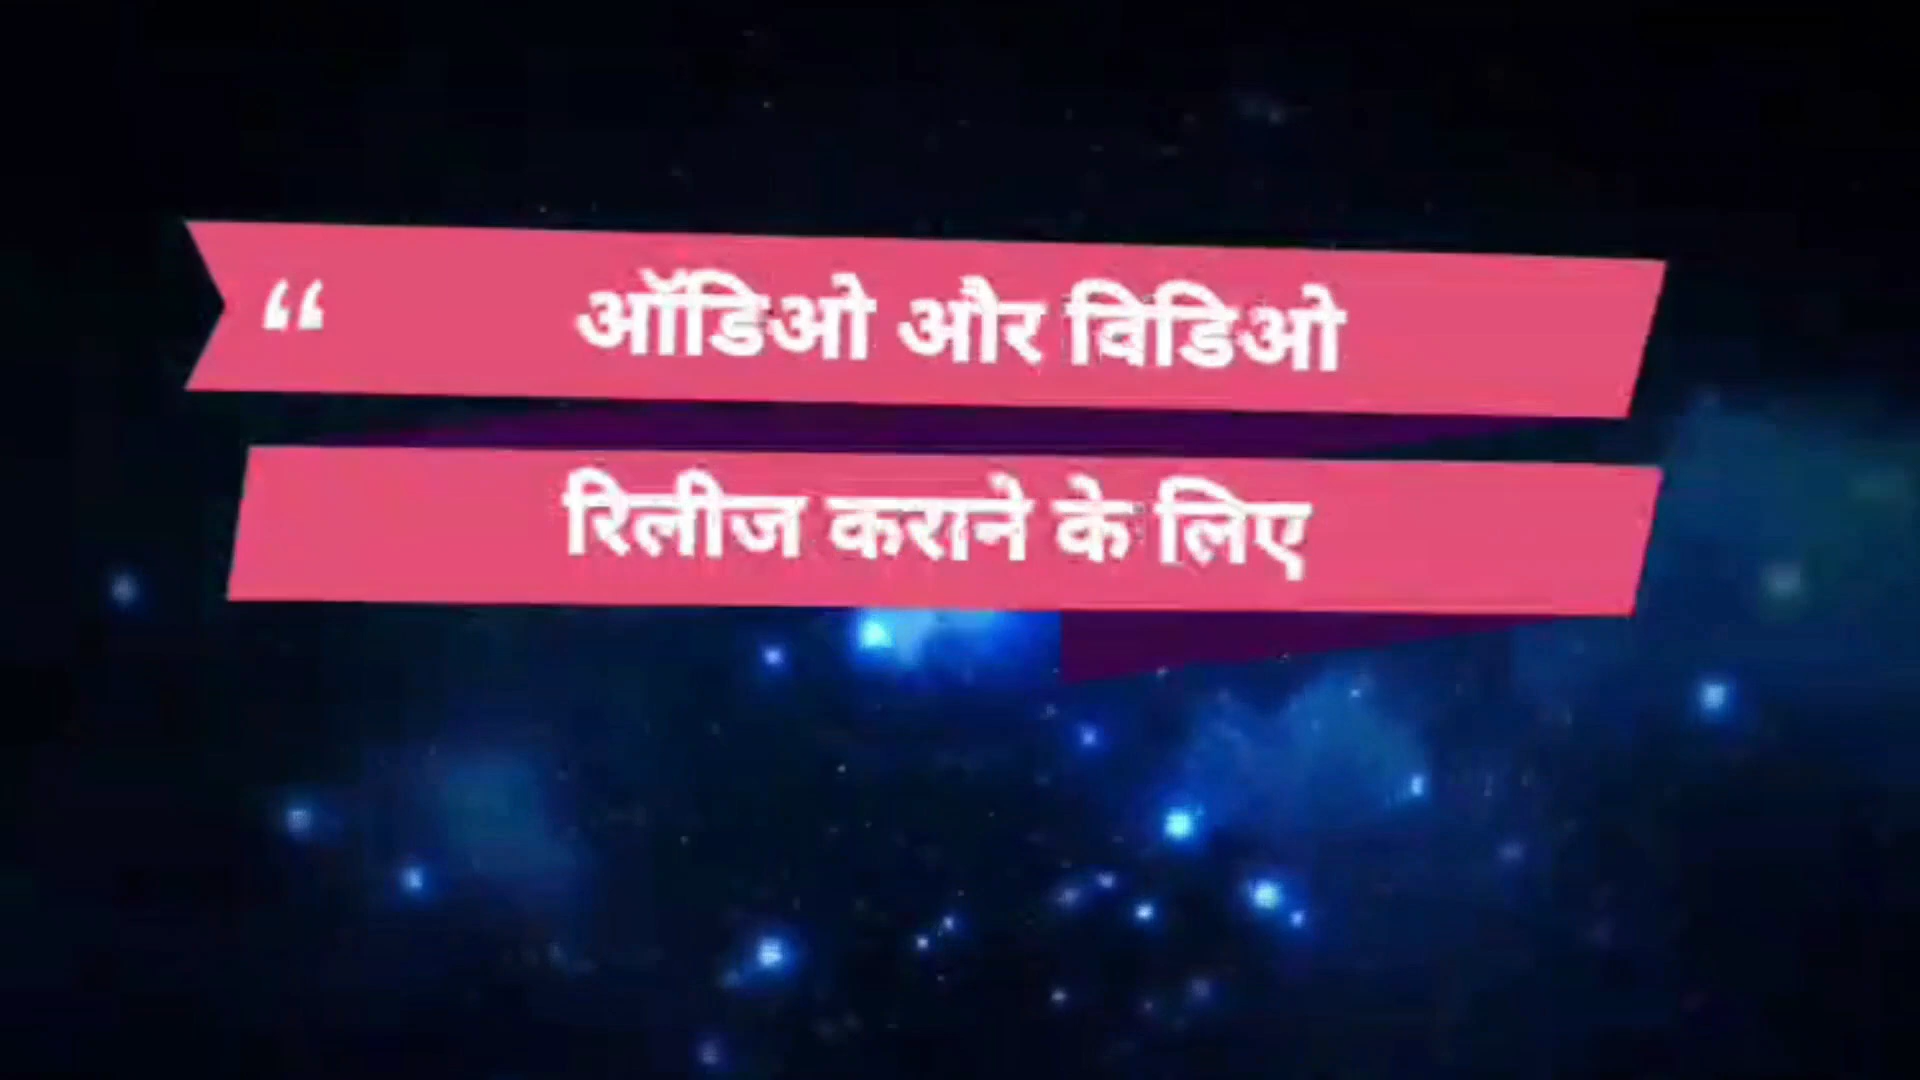 “ ऑडिओ और विडिओ
रिलीज कराने के लिए